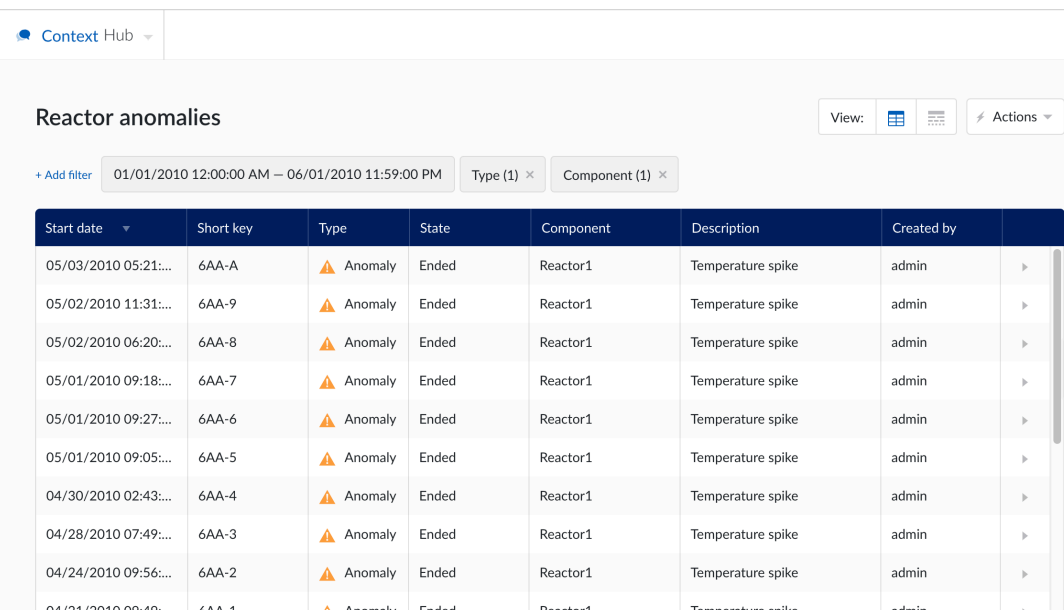 Context Hub
Reactor anomalies
View:
Actions
+ Add filter 01/01/2010 12:00:00 AM — 06/01/2010 11:59:00 PM Type (1) × Component (1) ×
Start date Short key Type State Component Description Created by
05/03/2010 05:21:... 6AA-A Anomaly Ended Reactor1 Temperature spike admin
05/02/2010 11:31:... 6AA-9 Anomaly Ended Reactor1 Temperature spike admin
05/02/2010 06:20:... 6AA-8 Anomaly Ended Reactor1 Temperature spike admin
05/01/2010 09:18:... 6AA-7 Anomaly Ended Reactor1 Temperature spike admin
05/01/2010 09:27:... 6AA-6 Anomaly Ended Reactor1 Temperature spike admin
05/01/2010 09:05:... 6AA-5 Anomaly Ended Reactor1 Temperature spike admin
04/30/2010 02:43:... 6AA-4 Anomaly Ended Reactor1 Temperature spike admin
04/28/2010 07:49:... 6AA-3 Anomaly Ended Reactor1 Temperature spike admin
04/24/2010 09:56:... 6AA-2 Anomaly Ended Reactor1 Temperature spike admin